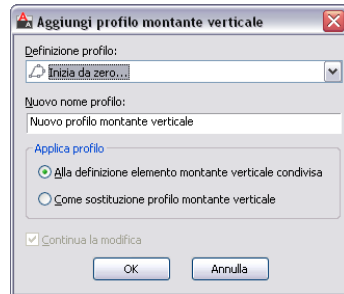 Aggiungi profilo montante verticale
Definizione profilo:
Inizia da zero...
Nuovo nome profilo:
Nuovo profilo montante verticale
Applica profilo
Alla definizione elemento montante verticale condivisa
Come sostituzione profilo montante verticale
Continua la modifica
OK
Annulla